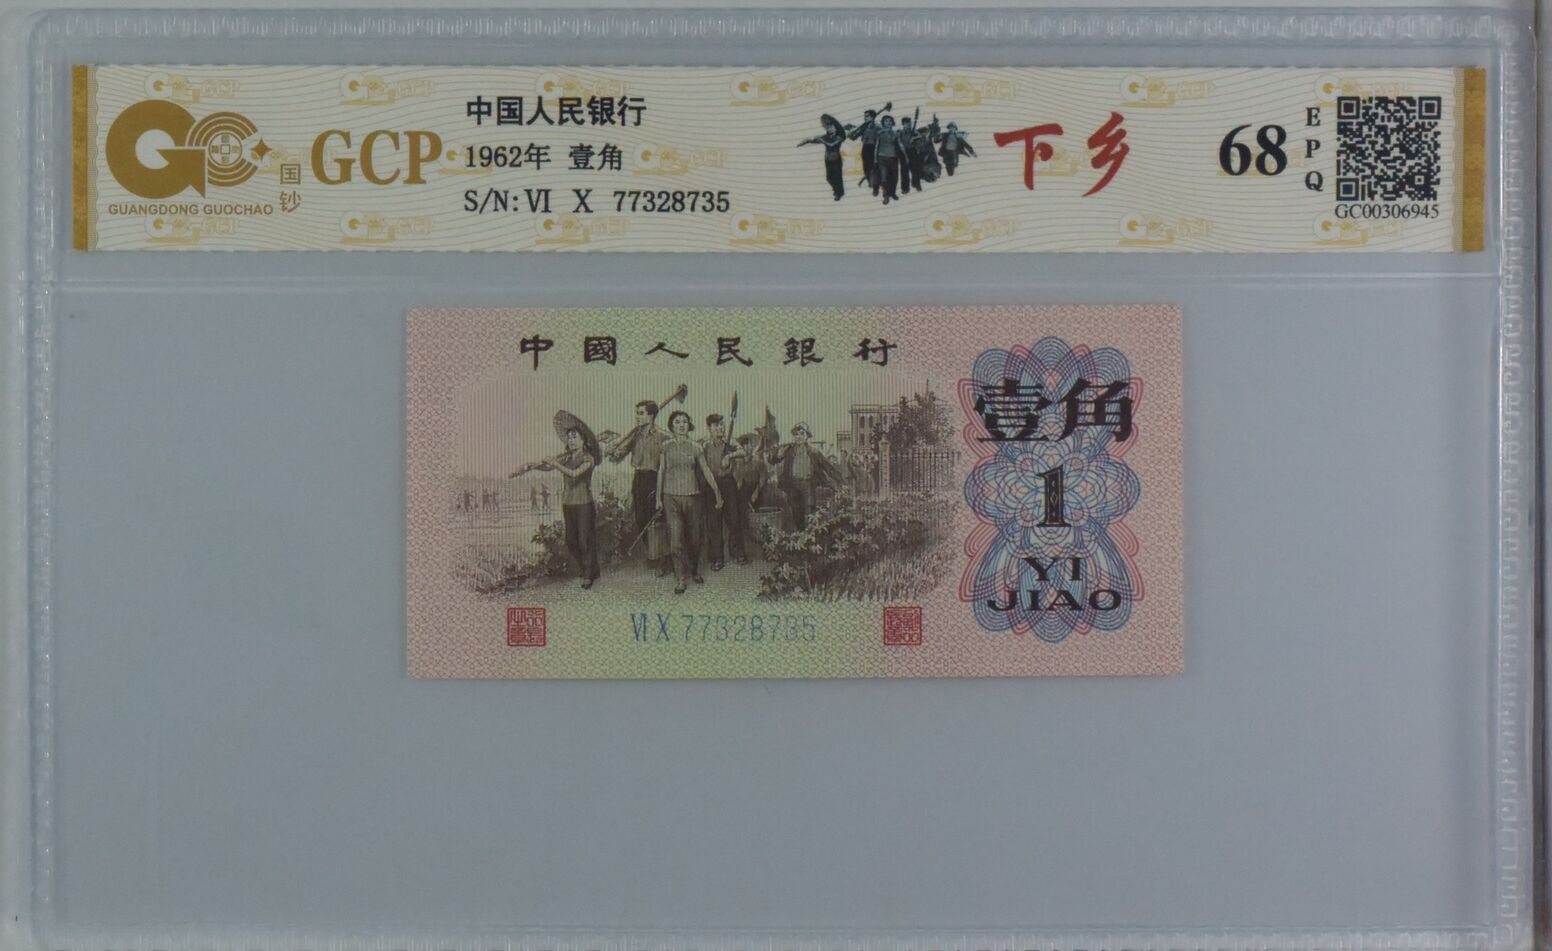 GUANGDONG GUOCHAO
国钞
GCP
中国人民银行
1962年 壹角
S/N: VI X 77328735
下乡
68
EPQ
GC00306945
中國人民銀行
壹角
1
YI
JIAO
VI X 77328735